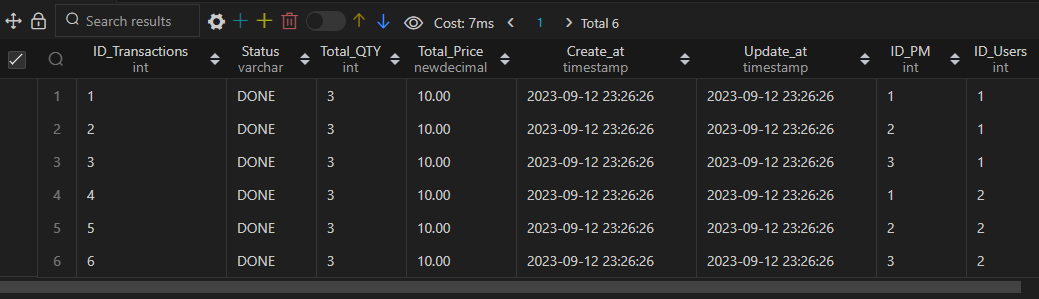 Search results Cost: 7ms 1 Total 6
ID_Transactions Status Total_QTY Total_Price Create_at Update_at ID_PM ID_Users
int varchar int newdecimal timestamp timestamp int int
1 1 DONE 3 10.00 2023-09-12 23:26:26 2023-09-12 23:26:26 1 1
2 2 DONE 3 10.00 2023-09-12 23:26:26 2023-09-12 23:26:26 2 1
3 3 DONE 3 10.00 2023-09-12 23:26:26 2023-09-12 23:26:26 3 1
4 4 DONE 3 10.00 2023-09-12 23:26:26 2023-09-12 23:26:26 1 2
5 5 DONE 3 10.00 2023-09-12 23:26:26 2023-09-12 23:26:26 2 2
6 6 DONE 3 10.00 2023-09-12 23:26:26 2023-09-12 23:26:26 3 2